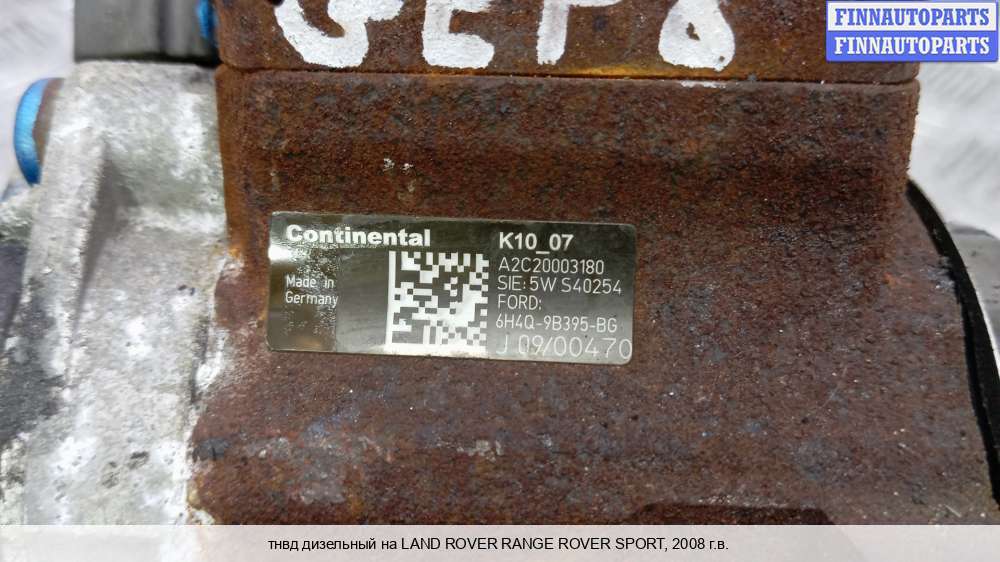 FINNAUTOPARTS
FINNAUTOPARTS
Continental
Made in
Germany
K10_07
A2C20003180
SIE: 5W S40254
FORD:
6H4Q-9B395-BG
J 09/00470
тнвд дизельный на LAND ROVER RANGE ROVER SPORT, 2008 г.в.